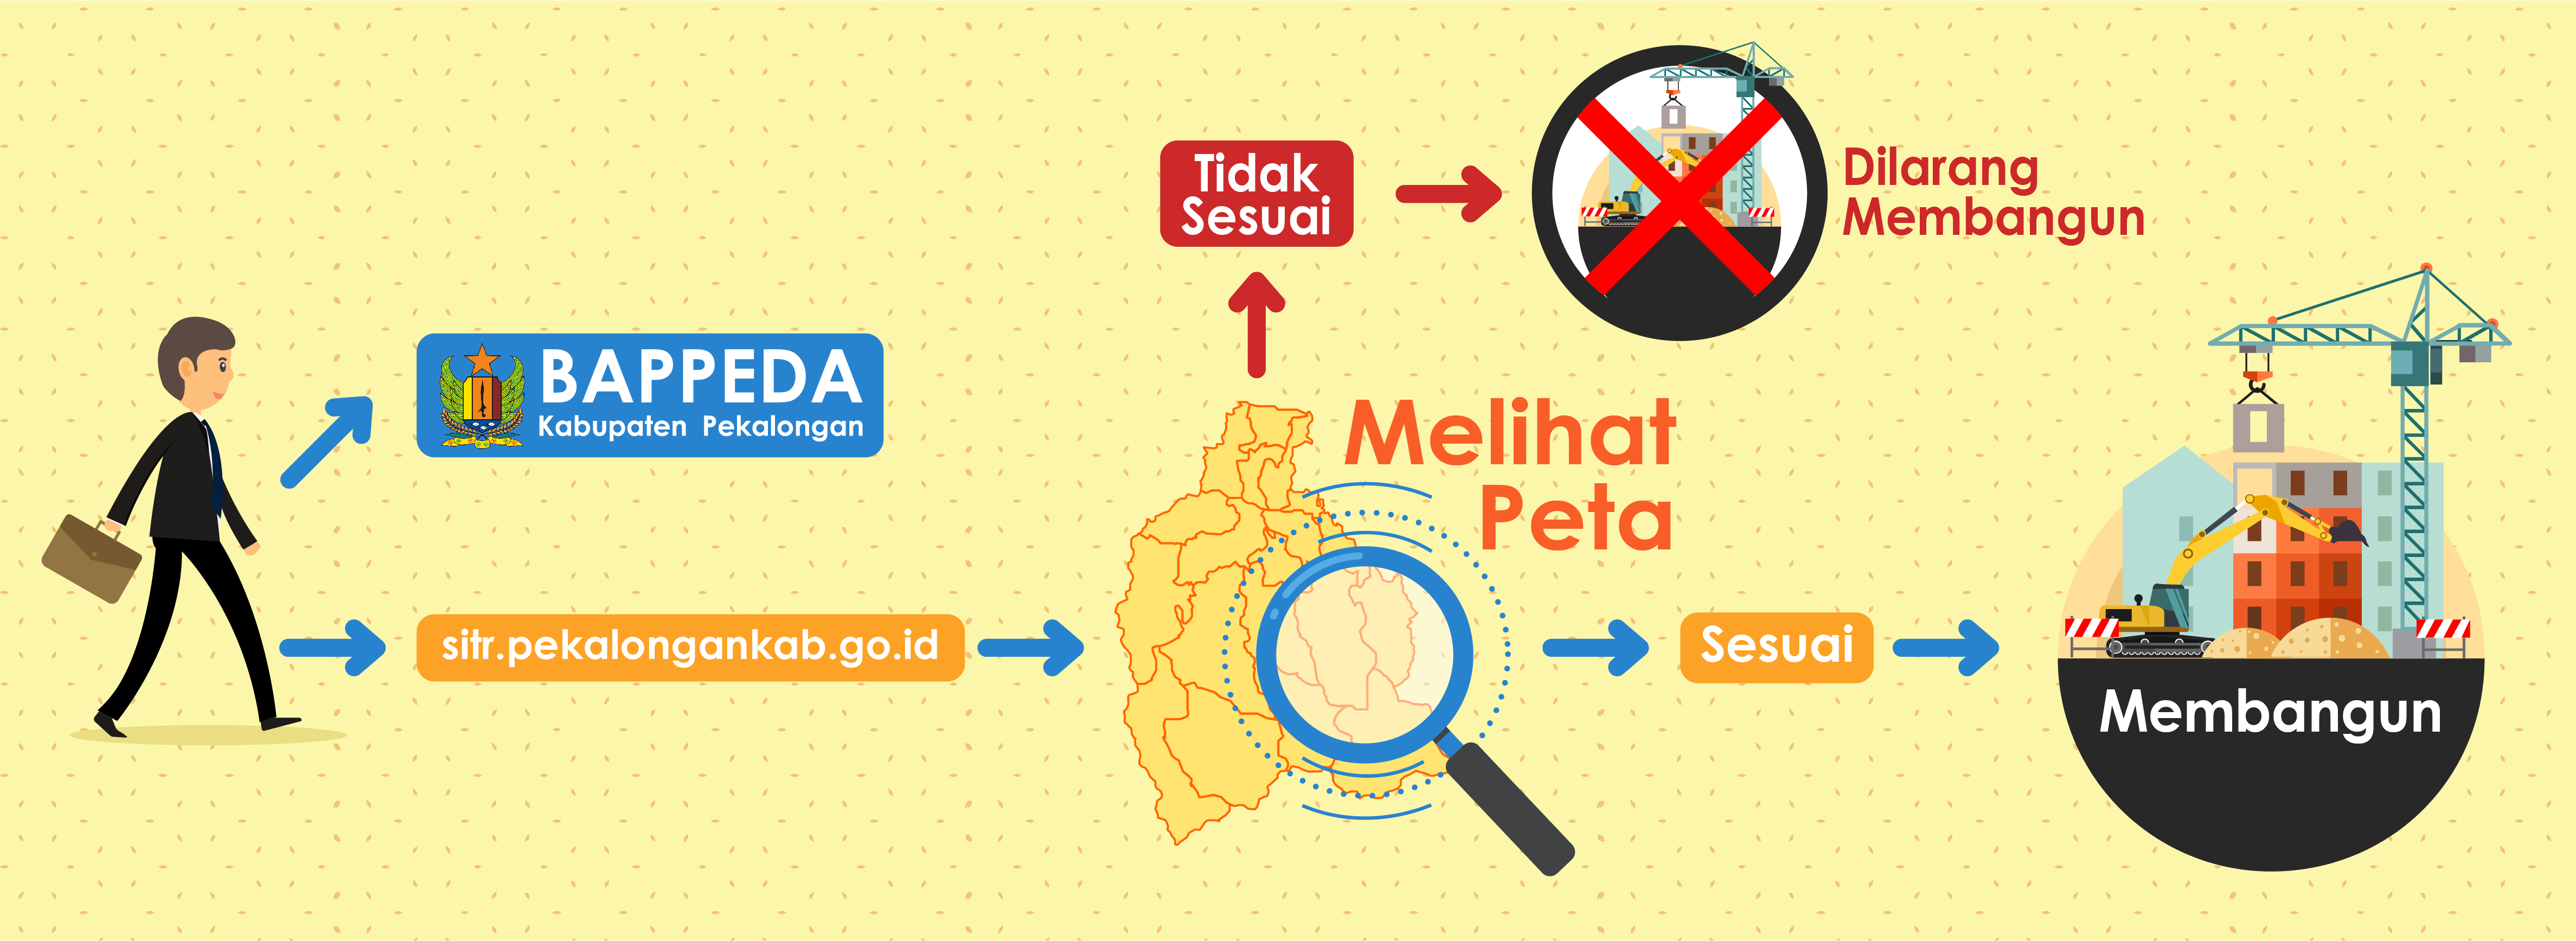 BAPPEDA
Kabupaten Pekalongan
sitr.pekalongankab.go.id
Melihat
Peta
Tidak
Sesuai
Dilarang
Membangun
Sesuai
Membangun